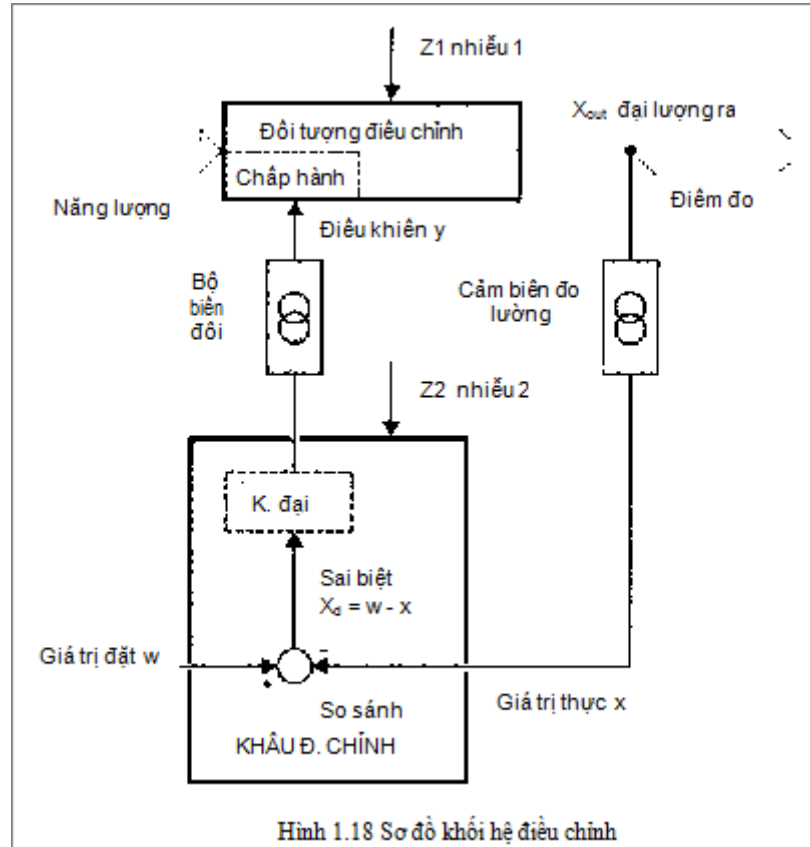 Z1 nhiễu 1
Đối tượng điều chỉnh
Chấp hành
Năng lượng
X_out đại lượng ra
Điểm đo
Điều khiển y
Bộ
biến
đổi
Cảm biến đo
lường
Z2 nhiễu 2
K. đại
Sai biệt
X_d = w - x
Giá trị đặt w
So sánh
Giá trị thực x
KHÂU Đ. CHỈNH
Hình 1.18 Sơ đồ khối hệ điều chỉnh